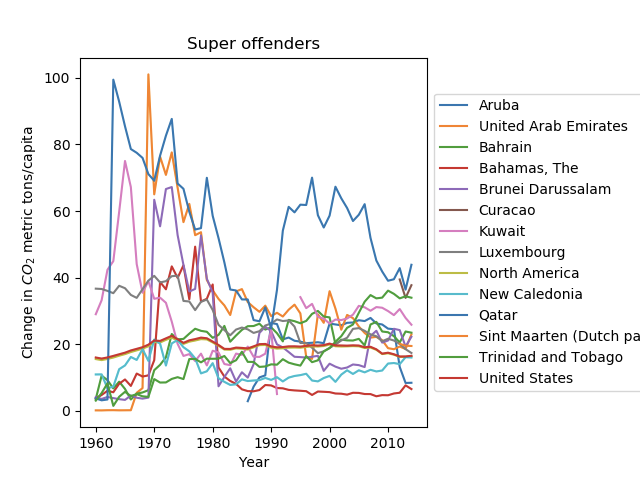 Super offenders
Change in CO2 metric tons/capita
100
80
60
40
20
0
1960
1970
1980
1990
2000
2010
Year
Aruba
United Arab Emirates
Bahrain
Bahamas, The
Brunei Darussalam
Curacao
Kuwait
Luxembourg
North America
New Caledonia
Qatar
Sint Maarten (Dutch pa
Trinidad and Tobago
United States